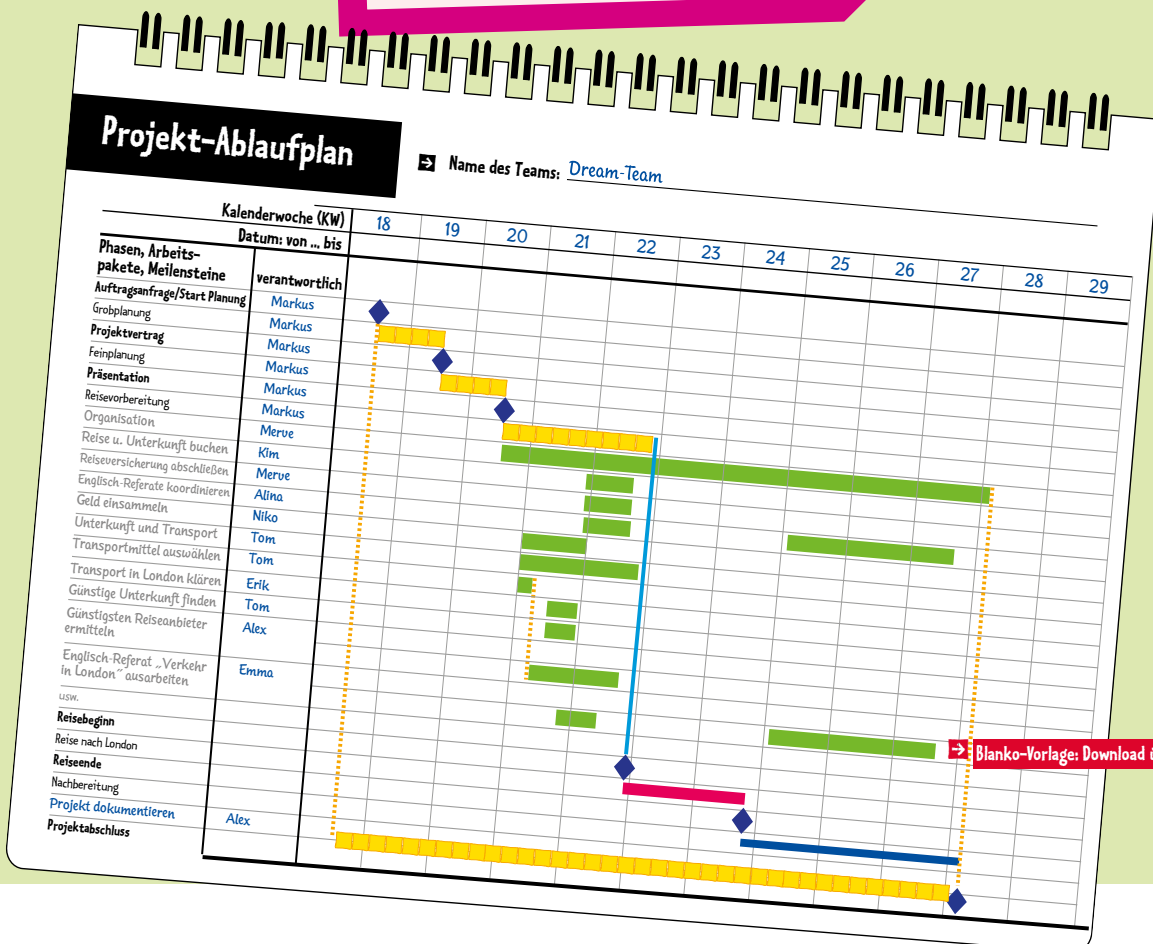 Projekt-Ablaufplan
Name des Teams: Dream-Team
Kalenderwoche (KW) 18 19 20 21 22 23 24 25 26 27 28 29
Datum: von ... bis
Phasen, Arbeits-
pakete, Meilensteine verantwortlich
Auftragsanfrage/Start Planung Markus
Grobplanung Markus
Projektvertrag Markus
Feinplanung Markus
Präsentation Markus
Reisevorbereitung Markus
Organisation Merve
Reise u. Unterkunft buchen Kim
Reiseversicherung abschließen Merve
Englisch-Referate koordinieren Alina
Geld einsammeln Niko
Unterkunft und Transport Tom
Transportmittel auswählen Tom
Transport in London klären Erik
Günstige Unterkunft finden Tom
Günstigsten Reiseanbieter Alex
ermitteln
Englisch-Referat „Verkehr Emma
in London“ ausarbeiten
usw.
Reisebeginn
Reise nach London
Reiseende
Nachbereitung
Projekt dokumentieren Alex
Projektabschluss
Blanko-Vorlage: Download